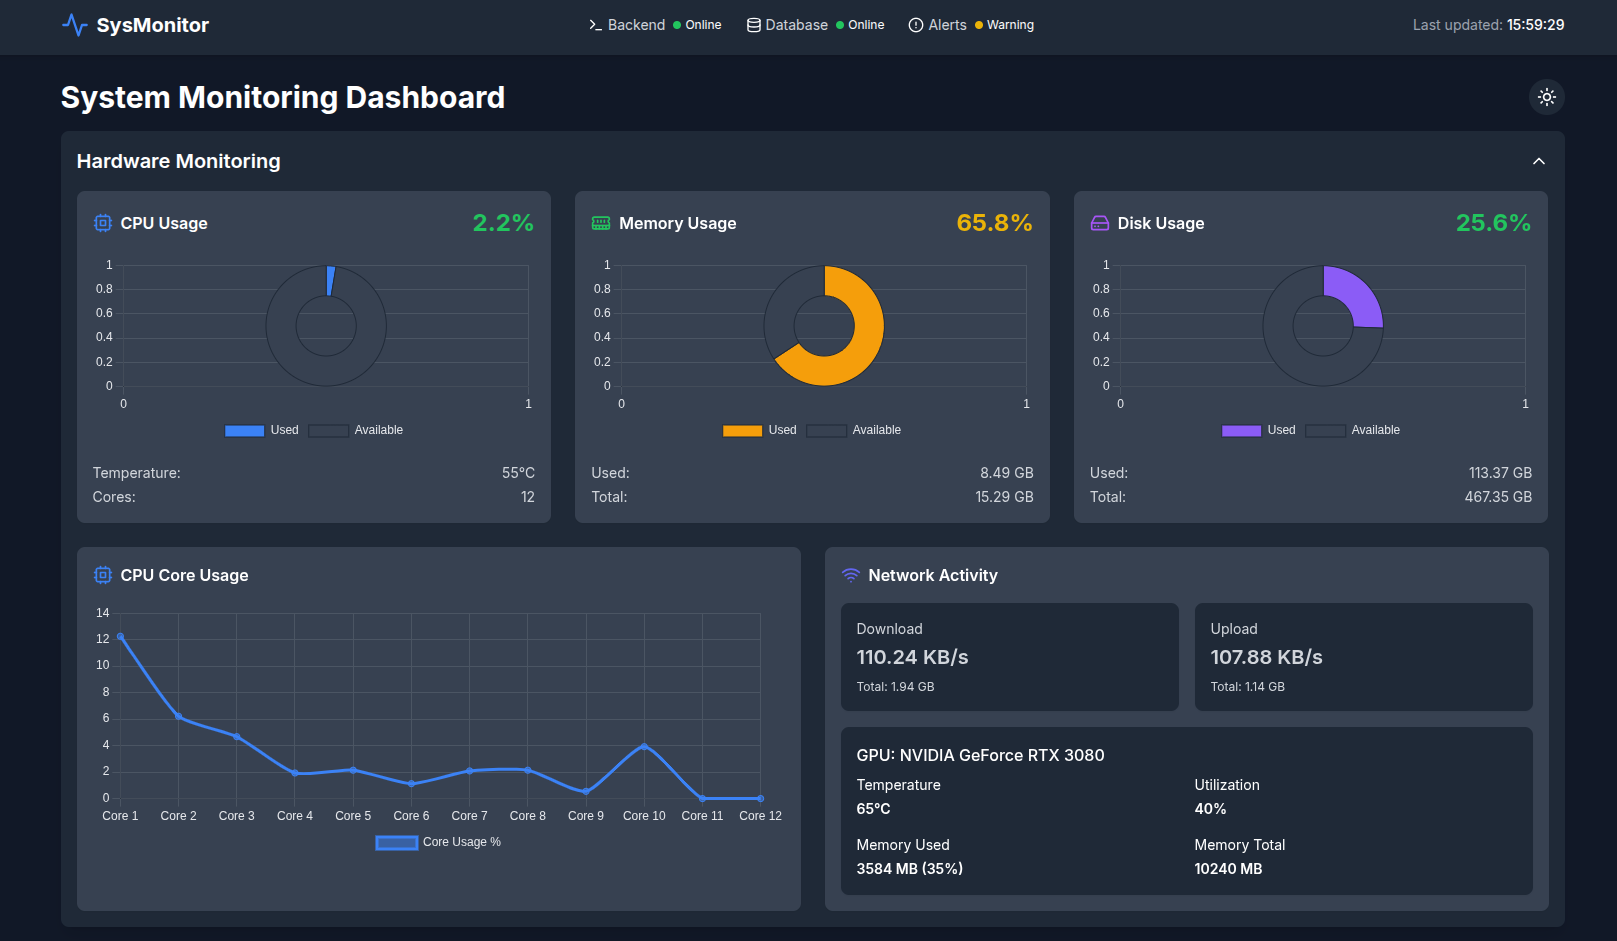 SysMonitor
Backend Online Database Online Alerts Warning
Last updated: 15:59:29
System Monitoring Dashboard
Hardware Monitoring
CPU Usage 2.2%
1
0.8
0.6
0.4
0.2
0
0 1
Used Available
Temperature: 55°C
Cores: 12
Memory Usage 65.8%
1
0.8
0.6
0.4
0.2
0
0 1
Used Available
Used: 8.49 GB
Total: 15.29 GB
Disk Usage 25.6%
1
0.8
0.6
0.4
0.2
0
0 1
Used Available
Used: 113.37 GB
Total: 467.35 GB
CPU Core Usage
14
12
10
8
6
4
2
0
Core 1 Core 2 Core 3 Core 4 Core 5 Core 6 Core 7 Core 8 Core 9 Core 10 Core 11 Core 12
Core Usage %
Network Activity
Download
110.24 KB/s
Total: 1.94 GB
Upload
107.88 KB/s
Total: 1.14 GB
GPU: NVIDIA GeForce RTX 3080
Temperature Utilization
65°C 40%
Memory Used Memory Total
3584 MB (35%) 10240 MB